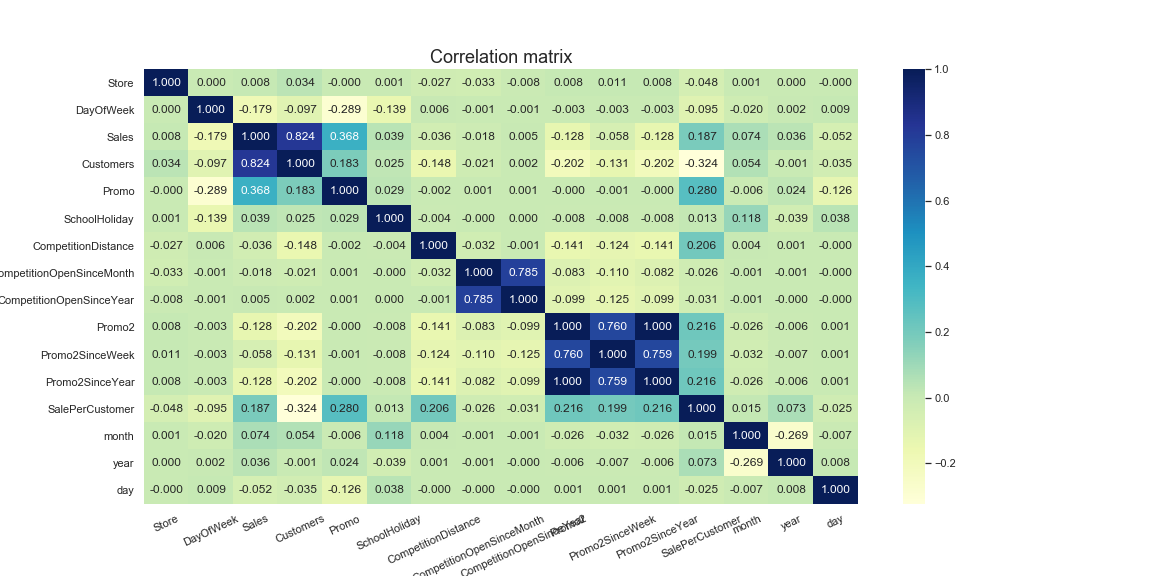 Correlation matrix
Store 1.000 0.000 0.008 0.034 -0.000 0.001 -0.027 -0.033 -0.008 0.008 0.011 0.008 -0.048 0.001 0.000 -0.000
DayOfWeek 0.000 1.000 -0.179 -0.097 -0.289 -0.139 0.006 -0.001 -0.001 -0.003 -0.003 -0.003 -0.095 -0.020 0.002 0.009
Sales 0.008 -0.179 1.000 0.824 0.368 0.039 -0.036 -0.018 0.005 -0.128 -0.058 -0.128 0.187 0.074 0.036 -0.052
Customers 0.034 -0.097 0.824 1.000 0.183 0.025 -0.148 -0.021 0.002 -0.202 -0.131 -0.202 -0.324 0.054 -0.001 -0.035
Promo -0.000 -0.289 0.368 0.183 1.000 0.029 -0.002 0.001 0.001 -0.000 -0.001 -0.000 0.280 -0.006 0.024 -0.126
SchoolHoliday 0.001 -0.139 0.039 0.025 0.029 1.000 -0.004 -0.000 0.000 -0.008 -0.008 -0.008 0.013 0.118 -0.039 0.038
CompetitionDistance -0.027 0.006 -0.036 -0.148 -0.002 -0.004 1.000 -0.032 -0.001 -0.141 -0.124 -0.141 0.206 0.004 0.001 -0.000
ompetitionOpenSinceMonth -0.033 -0.001 -0.018 -0.021 0.001 -0.000 -0.032 1.000 0.785 -0.083 -0.110 -0.082 -0.026 -0.001 -0.001 -0.000
CompetitionOpenSinceYear -0.008 -0.001 0.005 0.002 0.001 0.000 -0.001 0.785 1.000 -0.099 -0.125 -0.099 -0.031 -0.001 -0.000 -0.000
Promo2 0.008 -0.003 -0.128 -0.202 -0.000 -0.008 -0.141 -0.083 -0.099 1.000 0.760 1.000 0.216 -0.026 -0.006 0.001
Promo2SinceWeek 0.011 -0.003 -0.058 -0.131 -0.001 -0.008 -0.124 -0.110 -0.125 0.760 1.000 0.759 0.199 -0.032 -0.007 0.001
Promo2SinceYear 0.008 -0.003 -0.128 -0.202 -0.000 -0.008 -0.141 -0.082 -0.099 1.000 0.759 1.000 0.216 -0.026 -0.006 0.001
SalePerCustomer -0.048 -0.095 0.187 -0.324 0.280 0.013 0.206 -0.026 -0.031 0.216 0.199 0.216 1.000 0.015 0.073 -0.025
month 0.001 -0.020 0.074 0.054 -0.006 0.118 0.004 -0.001 -0.001 -0.026 -0.032 -0.026 0.015 1.000 -0.269 -0.007
year 0.000 0.002 0.036 -0.001 0.024 -0.039 0.001 -0.001 -0.000 -0.006 -0.007 -0.006 0.073 -0.269 1.000 0.008
day -0.000 0.009 -0.052 -0.035 -0.126 0.038 -0.000 -0.000 -0.000 0.001 0.001 0.001 -0.025 -0.007 0.008 1.000
Store DayOfWeek Sales Customers Promo SchoolHoliday CompetitionDistance CompetitionOpenSinceMonth CompetitionOpenSinceYear Promo2 Promo2SinceWeek Promo2SinceYear SalePerCustomer month year day
1.0
0.8
0.6
0.4
0.2
0.0
−0.2